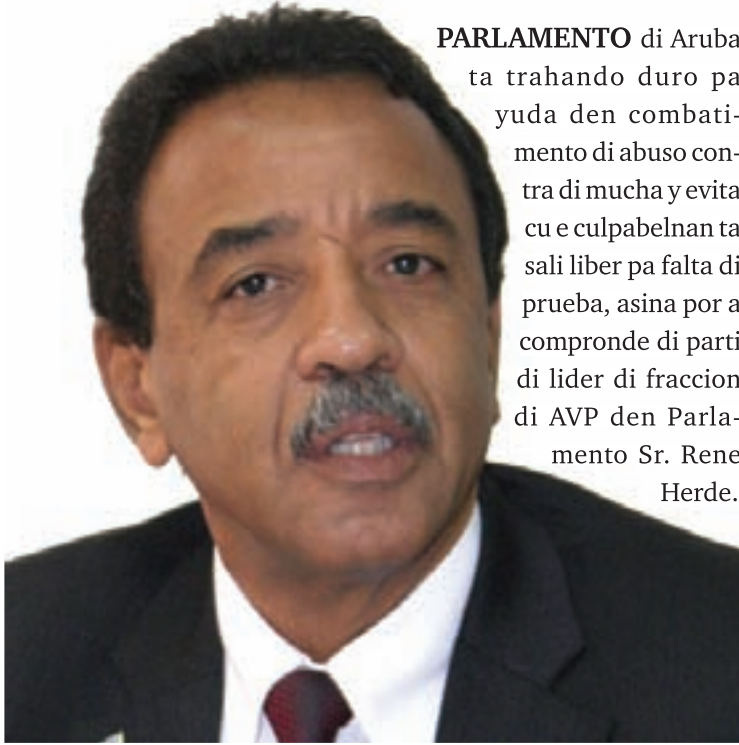 PARLAMENTO di Aruba
ta trahando duro pa
yuda den combati-
mento di abuso con-
tra di mucha y evita
cu e culpabelnan ta
sali liber pa falta di
prueba, asina por a
compronde di parti
di lider di fraccion
di AVP den Parla-
mento Sr. Rene
Herde.